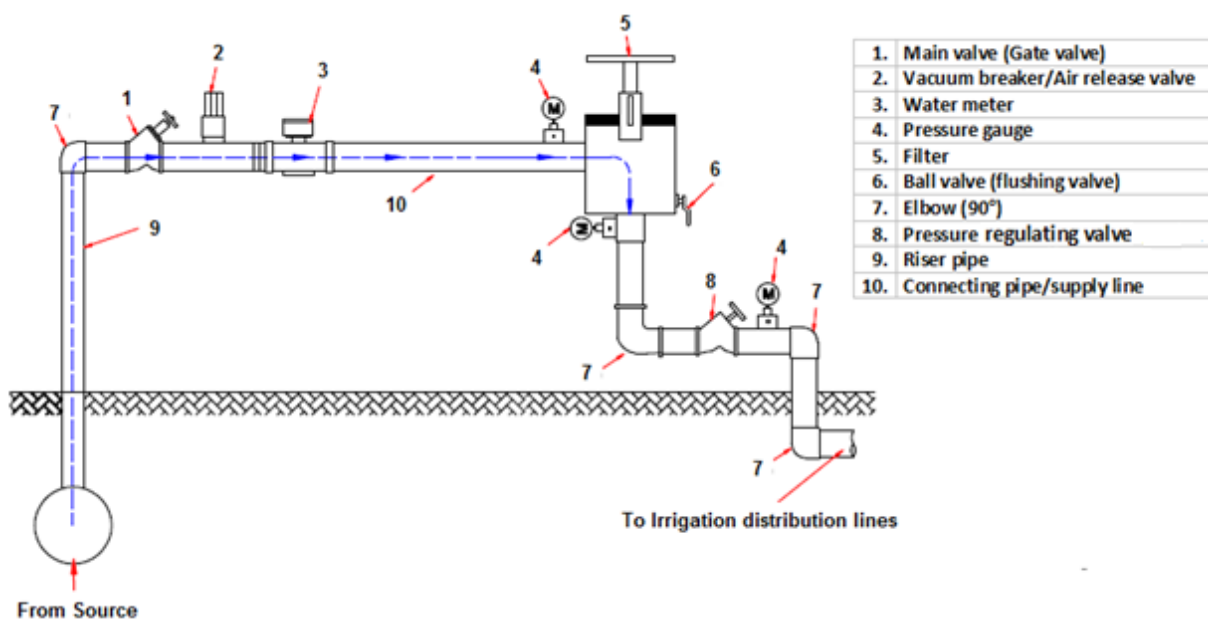 5
2
4
3
1
7
1. Main valve (Gate valve)
2. Vacuum breaker/Air release valve
3. Water meter
4. Pressure gauge
5. Filter
6. Ball valve (flushing valve)
7. Elbow (90°)
8. Pressure regulating valve
9. Riser pipe
10. Connecting pipe/supply line
M
6
10
9
M
4
8
4
M
7
7
7
To Irrigation distribution lines
From Source